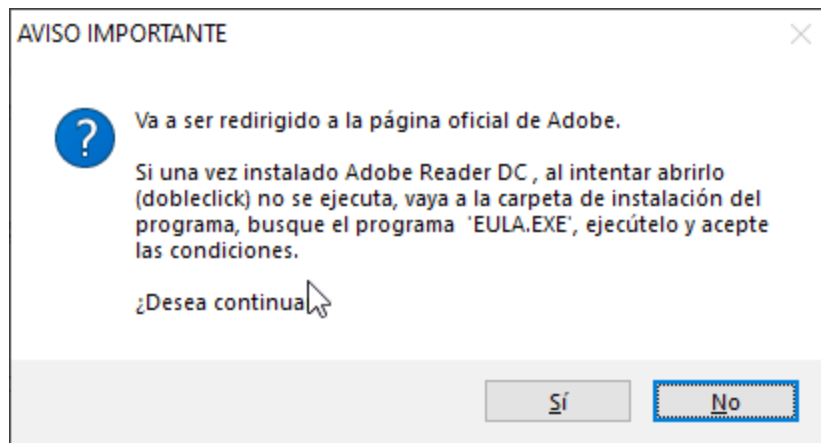 AVISO IMPORTANTE
Va a ser redirigido a la página oficial de Adobe.
Si una vez instalado Adobe Reader DC , al intentar abrirlo
(dobleclick) no se ejecuta, vaya a la carpeta de instalación del
programa, busque el programa 'EULA.EXE', ejecútelo y acepte
las condiciones.
¿Desea continua
Sí
No